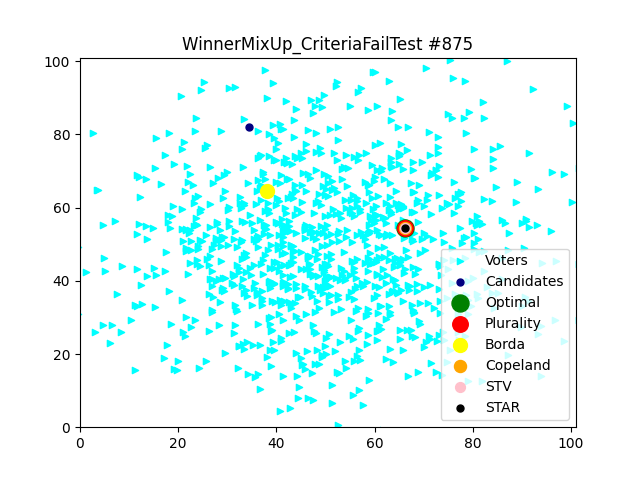 WinnerMixUp_CriteriaFailTest #875
100
80
60
40
20
0
0
20
40
60
80
100
Voters
Candidates
Optimal
Plurality
Borda
Copeland
STV
STAR